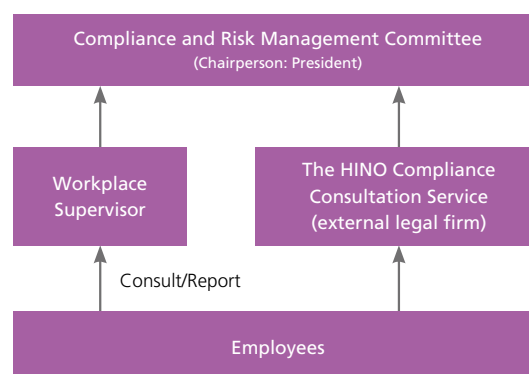 Compliance and Risk Management Committee
(Chairperson: President)
Workplace
Supervisor
The HINO Compliance
Consultation Service
(external legal firm)
Consult/Report
Employees